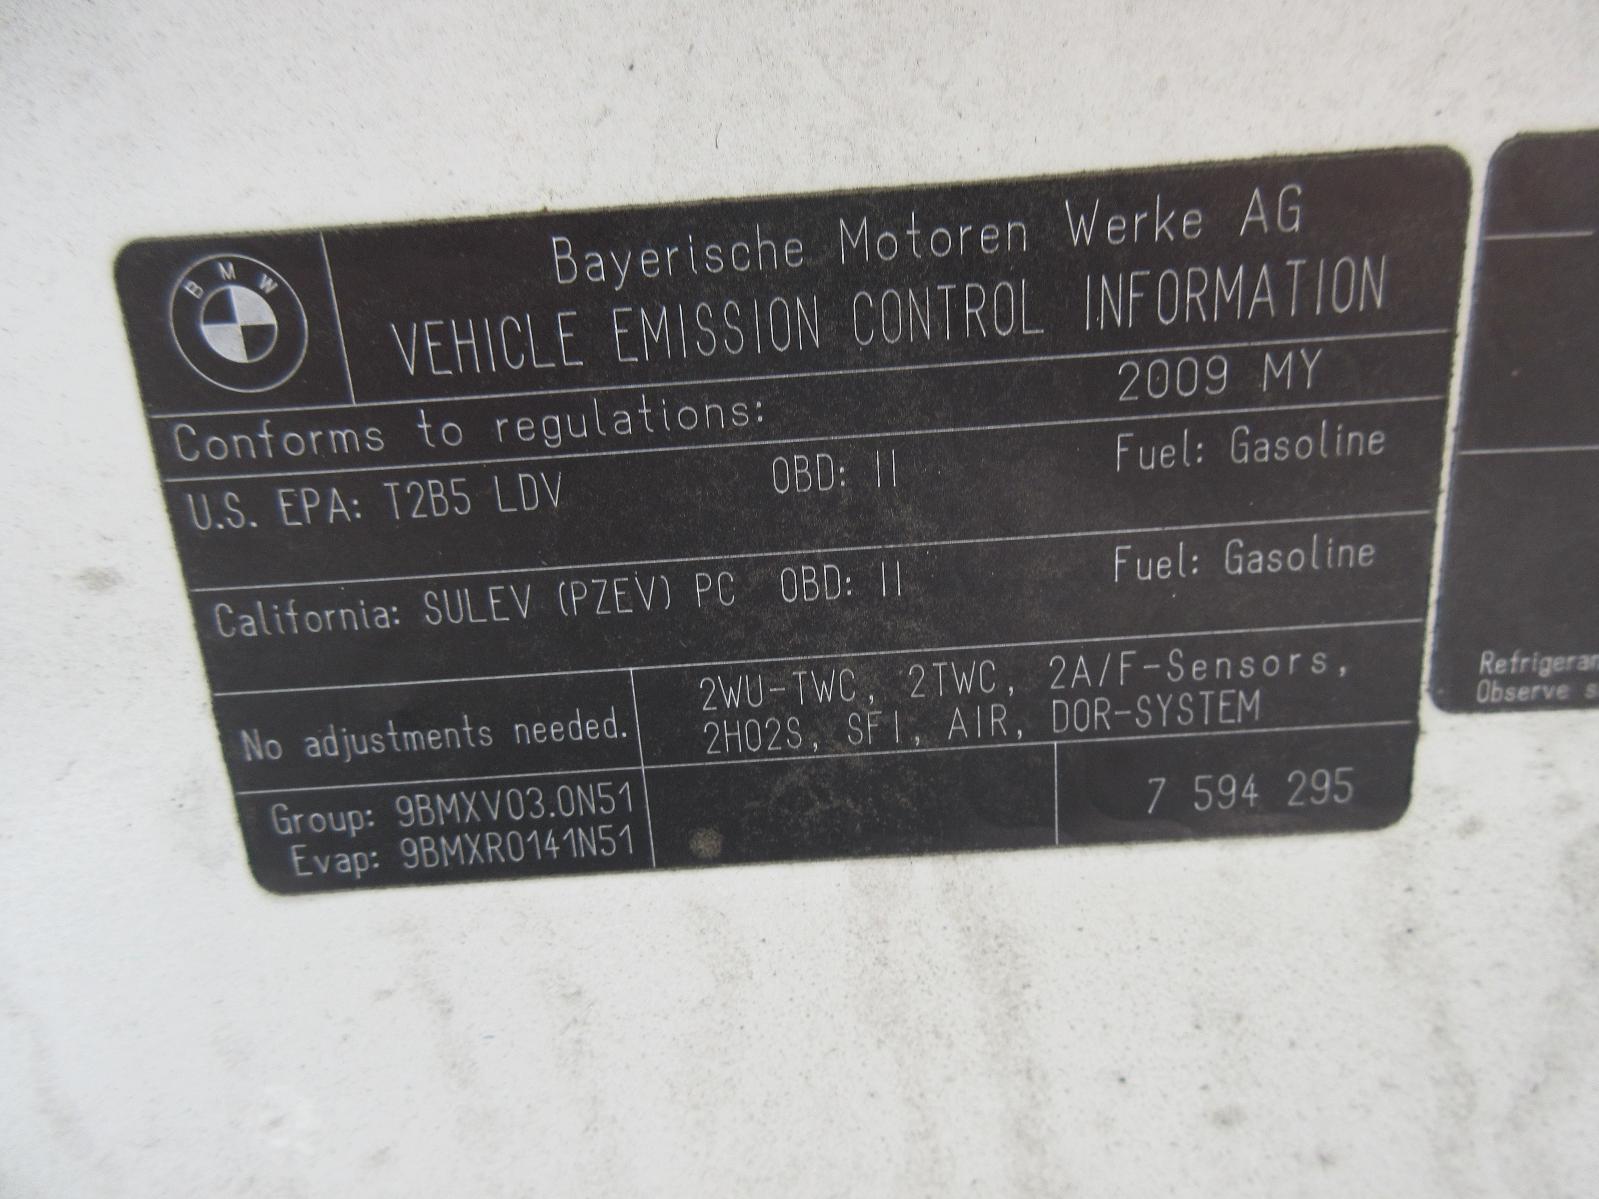 BMW
Bayerische Motoren Werke AG
VEHICLE EMISSION CONTROL INFORMATION
Conforms to regulations: 2009 MY
U.S. EPA: T2B5 LDV OBD: II Fuel: Gasoline
California: SULEV (PZEV) PC OBD: II Fuel: Gasoline
No adjustments needed.
2WU-TWC, 2TWC, 2A/F-Sensors,
2HO2S, SFI, AIR, DOR-SYSTEM
Group: 9BMXV03.0N51
Evap: 9BMXR0141N51
7 594 295
Observe